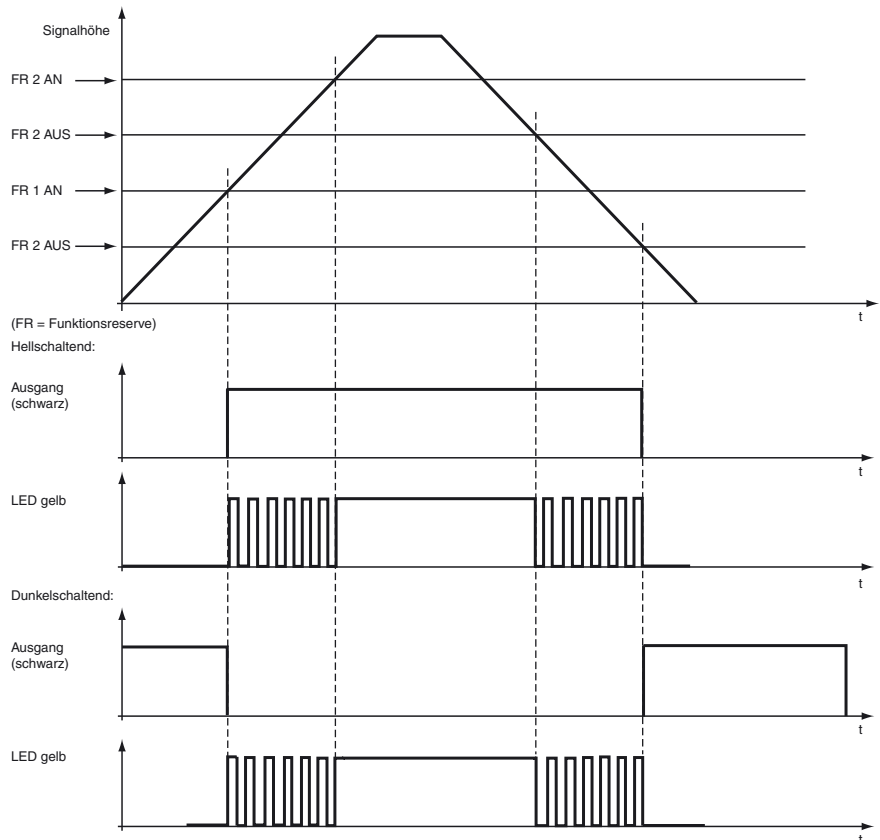 Signalhöhe
FR 2 AN
FR 2 AUS
FR 1 AN
FR 2 AUS
t
(FR = Funktionsreserve)
Hellschaltend:
Ausgang
(schwarz)
t
LED gelb
t
Dunkelschaltend:
Ausgang
(schwarz)
t
LED gelb
t